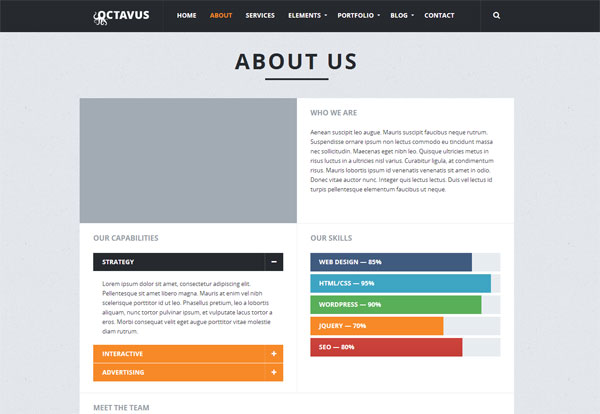 OCTAVUS
HOME ABOUT SERVICES ELEMENTS PORTFOLIO BLOG CONTACT
ABOUT US
WHO WE ARE
Aenean suscipit leo augue. Mauris suscipit faucibus neque rutrum.
Suspendisse ornare ipsum non lectus commodo eu tincidunt massa
nec sollicitudin. Maecenas eget nibh leo. Quisque ultricies metus in
risus luctus in a ultricies nisl varius. Curabitur ligula, at condimentum
risus. Mauris lobortis ipsum id venenatis venenatis sit amet in odio.
Donec vitae auctor nunc. Integer quis lectus lectus. Duis vel lectus id
turpis pellentesque elementum faucibus ut neque.
OUR CAPABILITIES
STRATEGY
Lorem ipsum dolor sit amet, consectetur adipiscing elit.
Pellentesque sit amet libero magna. Mauris at enim vel nibh
scelerisque porttitor id ut leo. Phasellus pretium, leo a lobortis
aliquam, nunc tortor pulvinar ipsum, et vulputate lacus tortor a
eros. Morbi consequat velit eget augue porttitor vitae molestie
diam rutrum.
INTERACTIVE
ADVERTISING
OUR SKILLS
WEB DESIGN — 85%
HTML/CSS — 95%
WORDPRESS — 90%
JQUERY — 70%
SEO — 80%
MEET THE TEAM